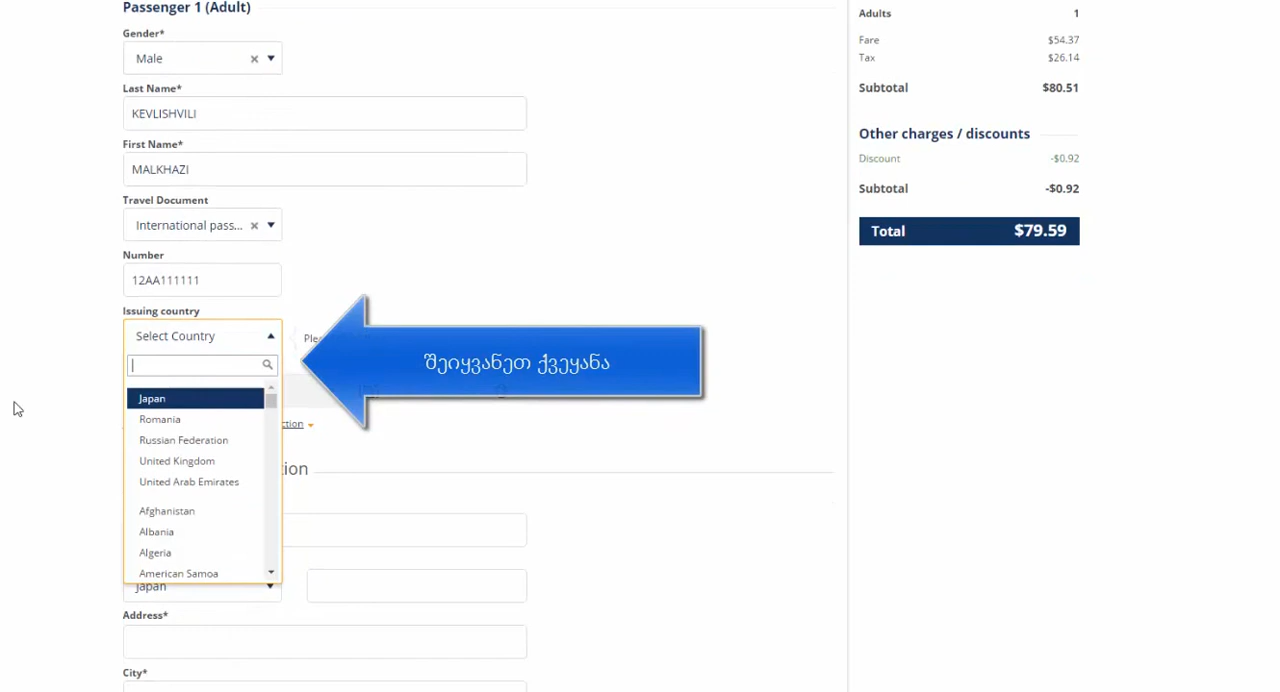 Passenger 1 (Adult)
Gender*
Male
Last Name*
KEVLISHVILI
First Name*
MALKHAZI
Travel Document
International pass...
Number
12AA111111
Issuing country
Select Country
შეიყვანეთ ქვეყანა
Japan
Romania
Russian Federation
United Kingdom
United Arab Emirates
Afghanistan
Albania
Algeria
American Samoa
Japan
Address*
City*
Adults 1
Fare $54.37
Tax $26.14
Subtotal $80.51
Other charges / discounts
Discount -$0.92
Subtotal -$0.92
Total $79.59